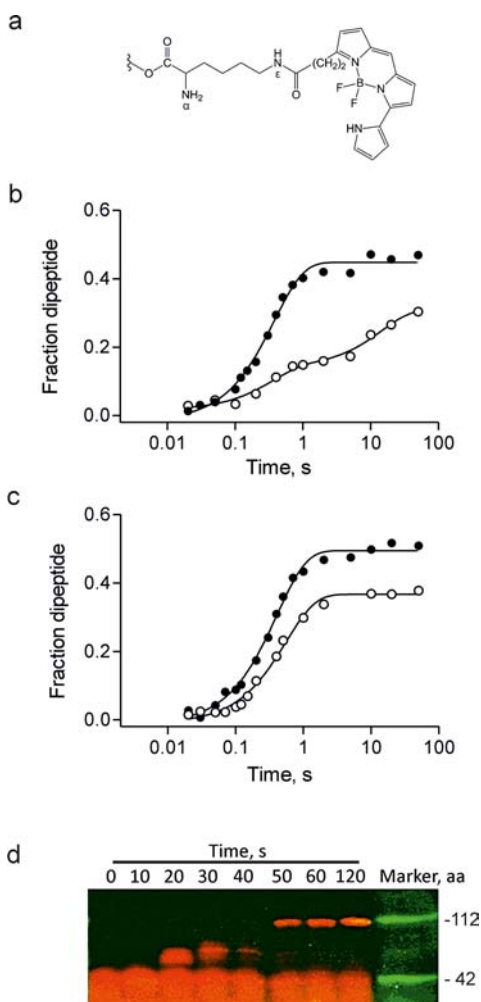 a
O
O C
NH₂
α
H
N
ε
O
(CH₂)₂
N B N
F
F
HN
b
Fraction dipeptide
0.6
0.4
0.2
0.0
0.01 0.1 1 10 100
Time, s
c
Fraction dipeptide
0.6
0.4
0.2
0.0
0.01 0.1 1 10 100
Time, s
d
Time, s
0 10 20 30 40 50 60 120 Marker, aa
-112
- 42